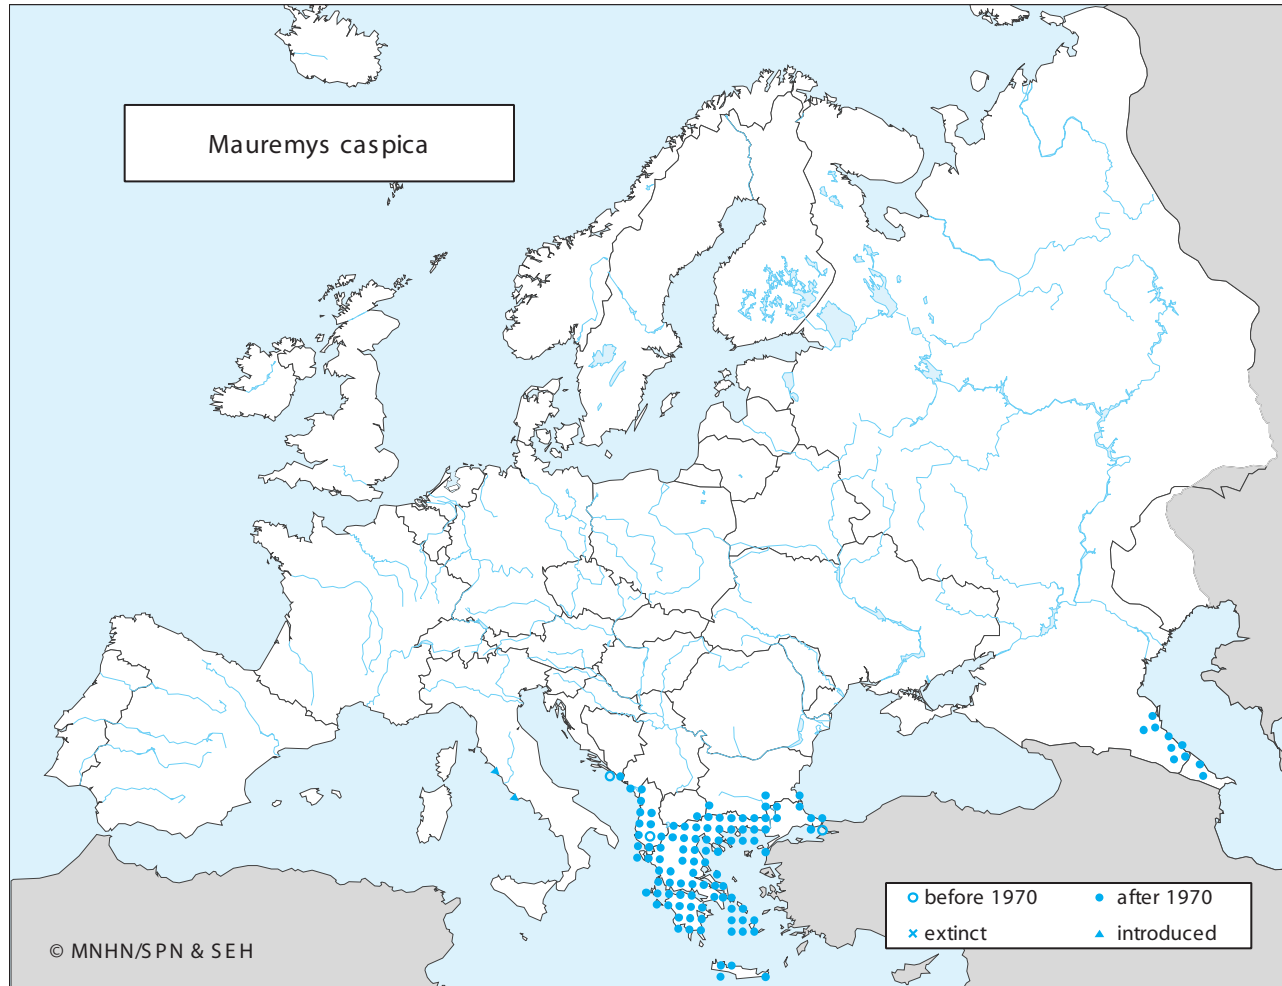 Mauremys caspica
before 1970
after 1970
extinct
introduced
© MNHN/SPN & SEH